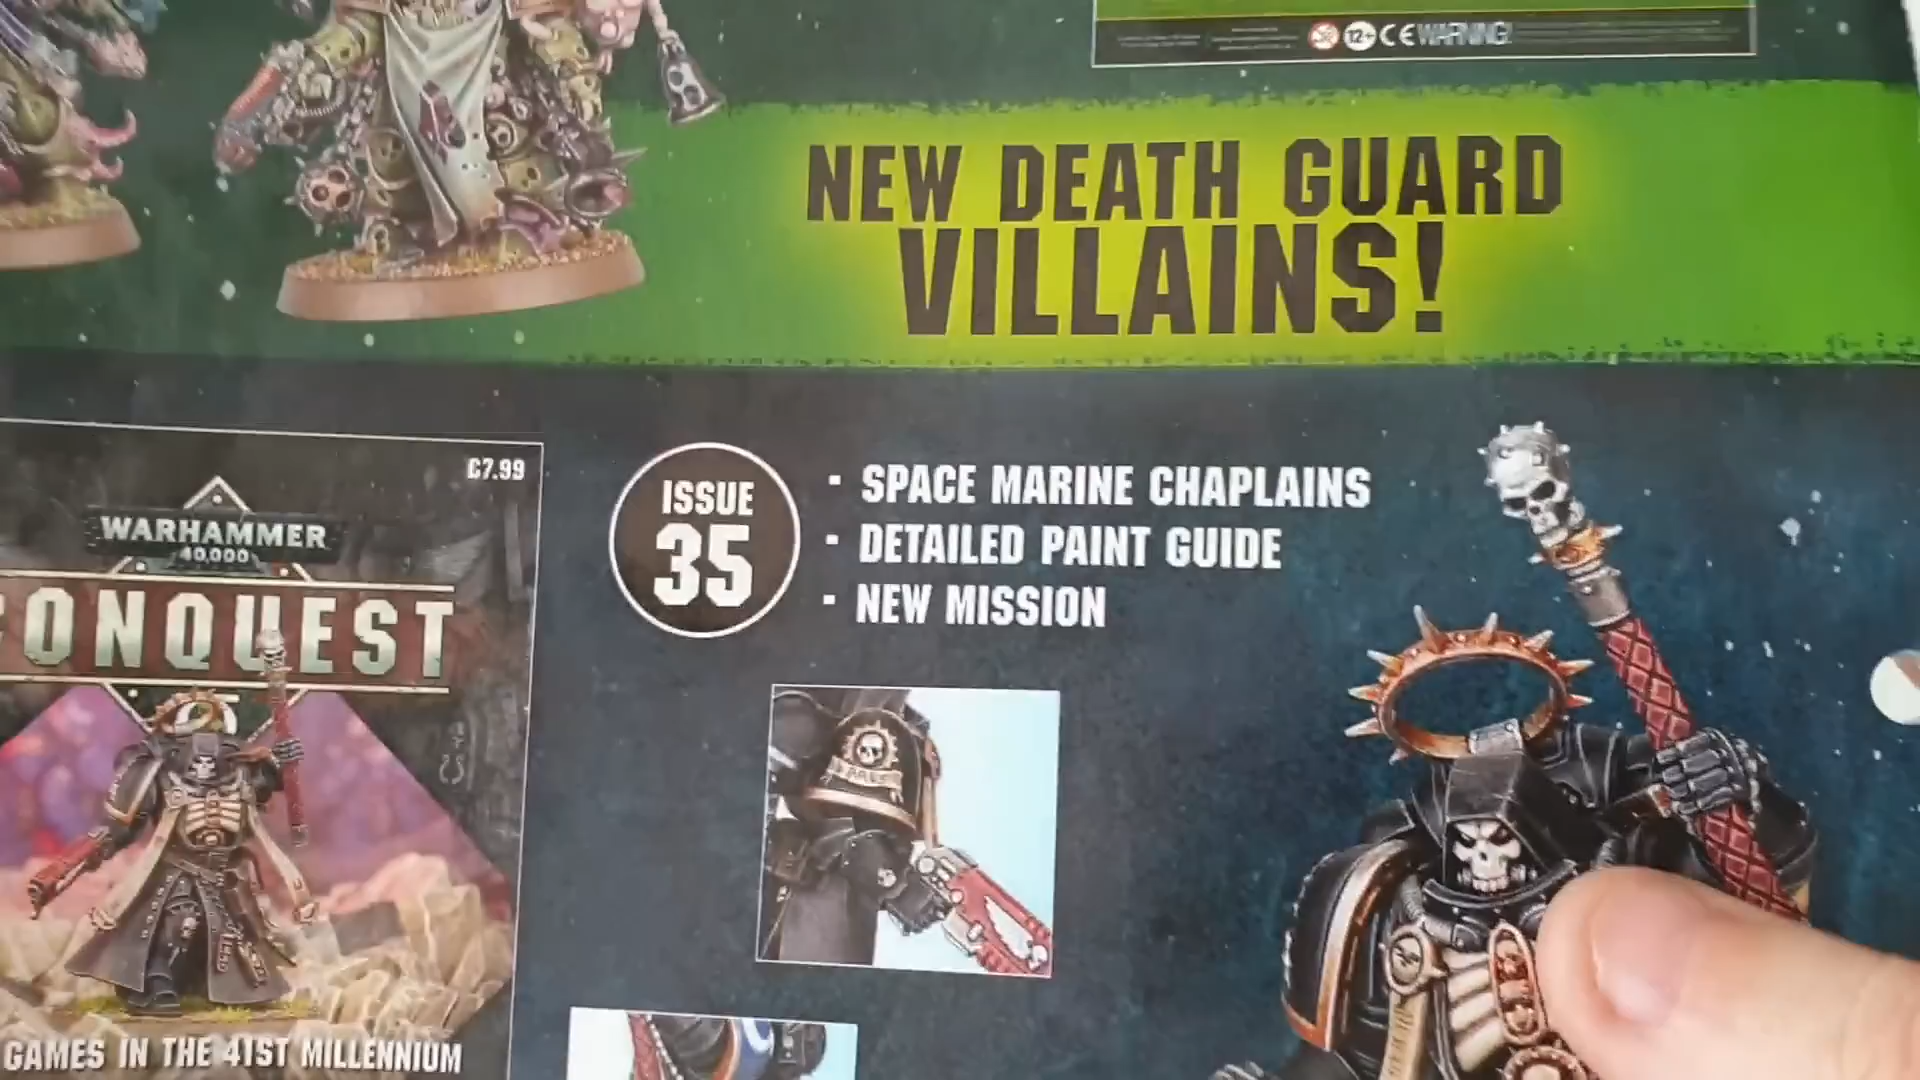 12+ CE WARNING!
NEW DEATH GUARD
VILLAINS!
£7.99
WARHAMMER
40,000
CONQUEST
GAMES IN THE 41ST MILLENNIUM
ISSUE
35
- SPACE MARINE CHAPLAINS
- DETAILED PAINT GUIDE
- NEW MISSION